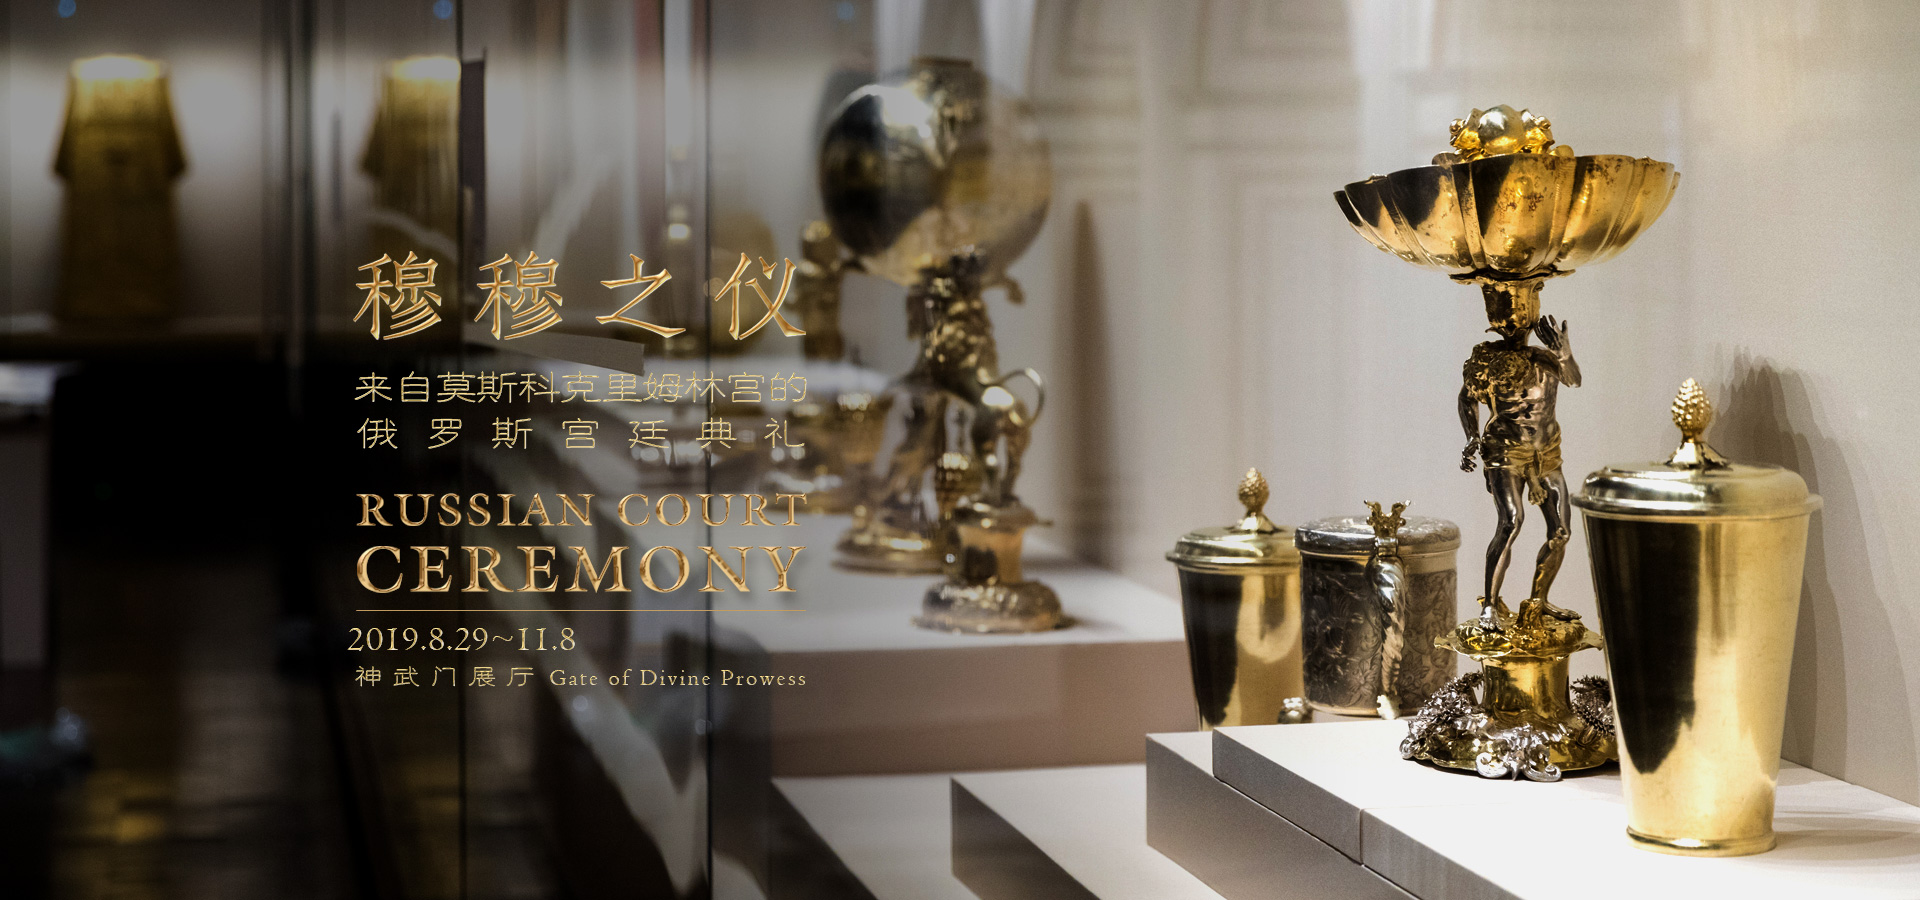 穆穆之仪
来自莫斯科克里姆林宫的
俄罗斯宫廷典礼
RUSSIAN COURT
CEREMONY
2019.8.29~11.8
神武门展厅 Gate of Divine Prowess